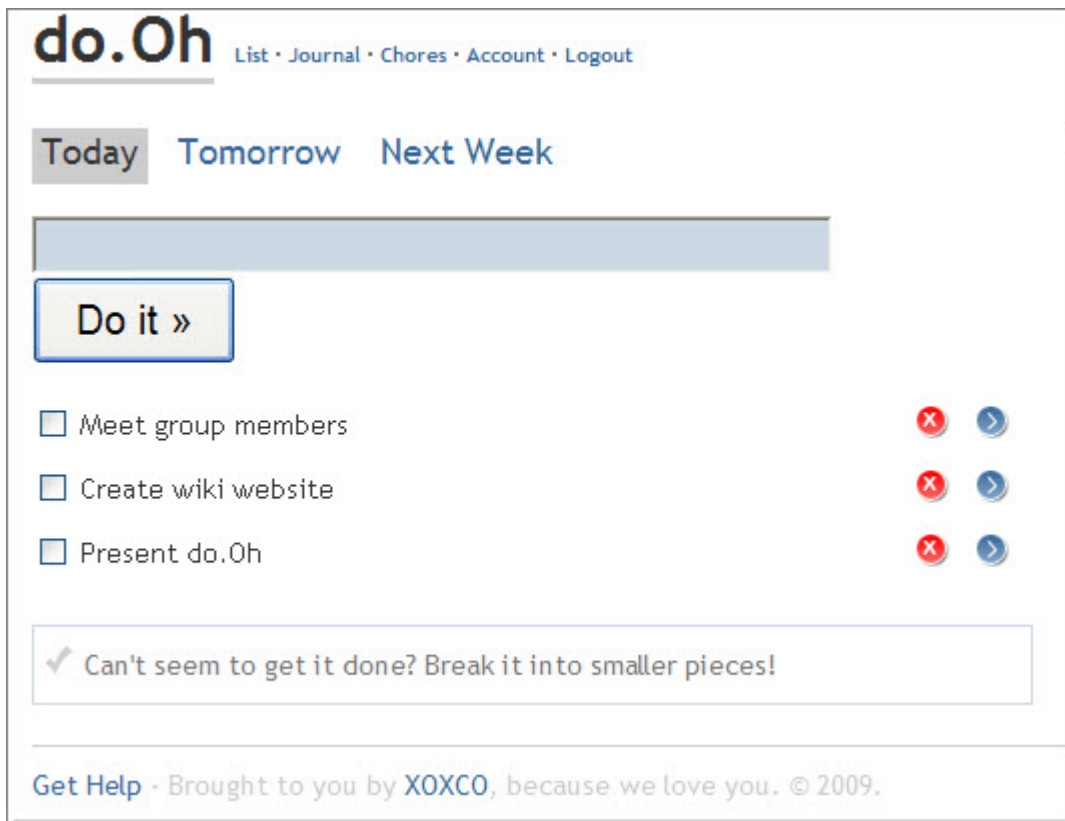 do.Oh List · Journal · Chores · Account · Logout
Today Tomorrow Next Week
Do it »
Meet group members
Create wiki website
Present do.Oh
Can't seem to get it done? Break it into smaller pieces!
Get Help · Brought to you by XOXCO, because we love you. © 2009.